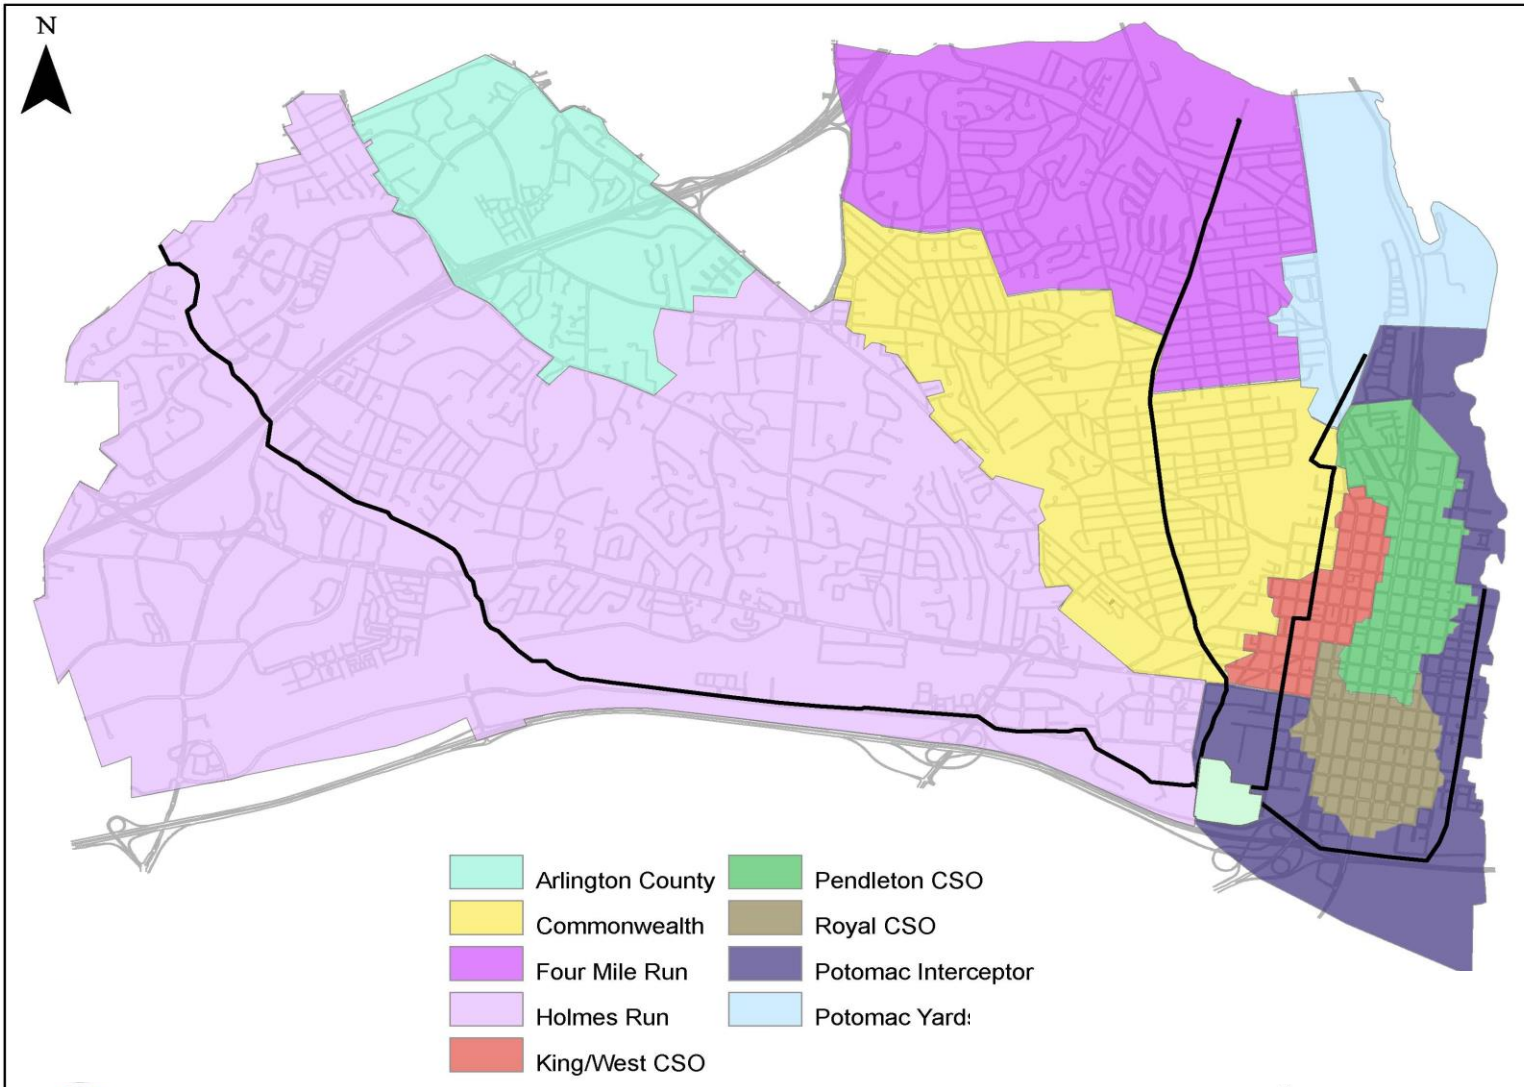 N
Arlington County
Commonwealth
Four Mile Run
Holmes Run
King/West CSO
Pendleton CSO
Royal CSO
Potomac Interceptor
Potomac Yards